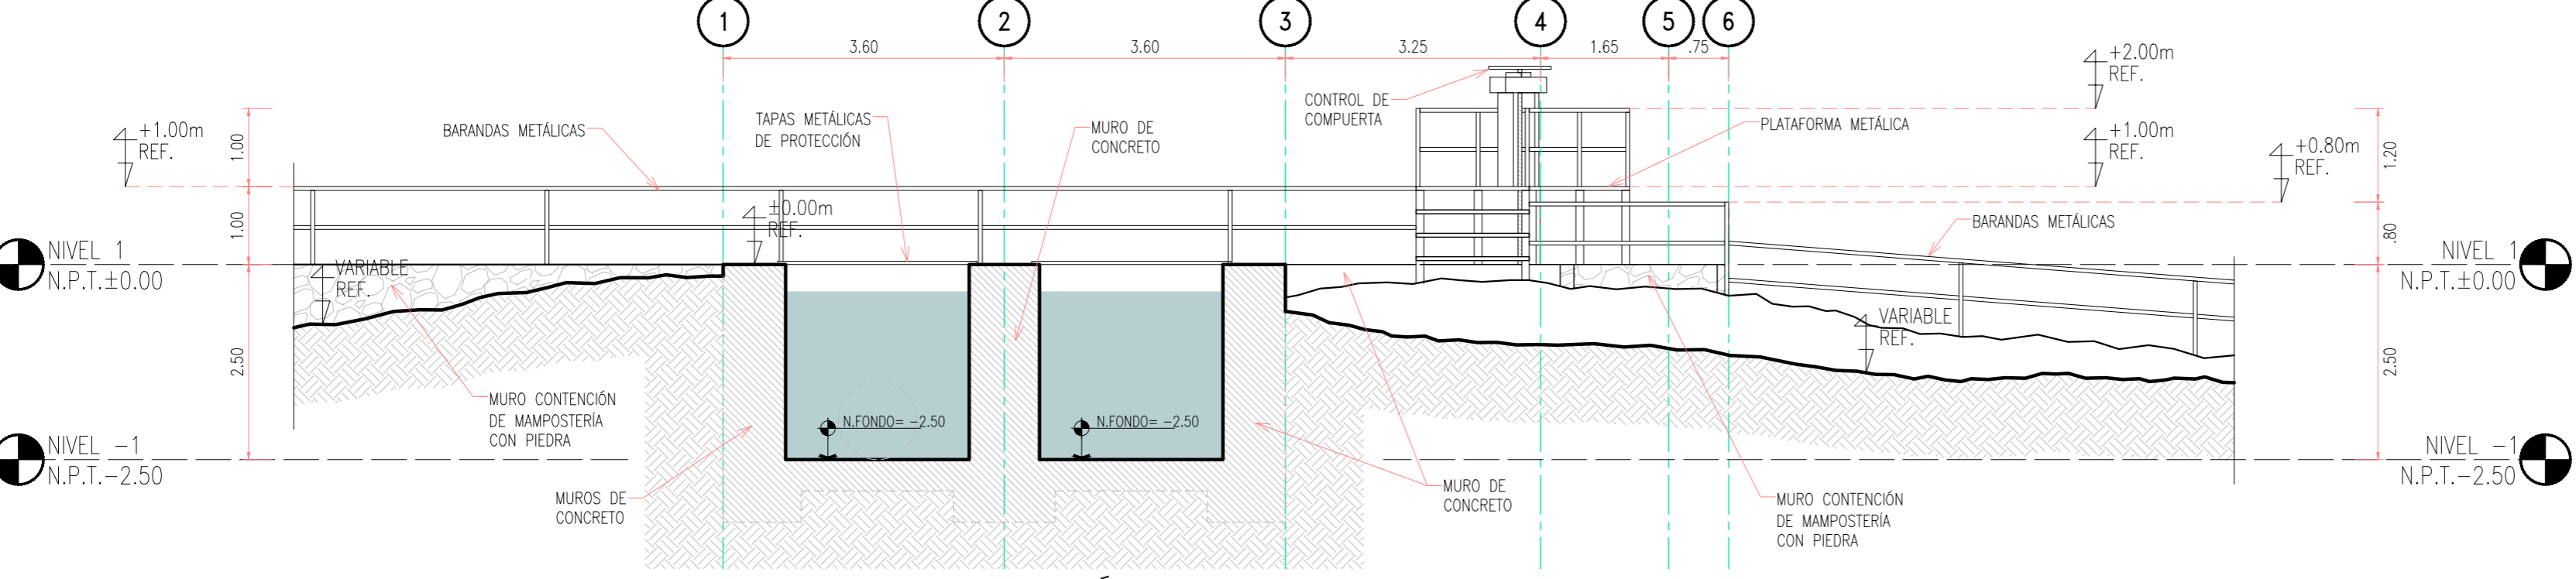 1
2
3
4
5
6
3.60
3.60
3.25
1.65
.75
+1.00m
REF.
1.00
BARANDAS METÁLICAS
TAPAS METÁLICAS
DE PROTECCIÓN
MURO DE
CONCRETO
CONTROL DE
COMPUERTA
PLATAFORMA METÁLICA
+2.00m
REF.
+1.00m
REF.
+0.80m
REF.
1.20
1.00
±0.00m
REF.
BARANDAS METÁLICAS
.80
NIVEL 1
N.P.T.±0.00
VARIABLE
REF.
NIVEL 1
N.P.T.±0.00
2.50
VARIABLE
REF.
2.50
MURO CONTENCIÓN
DE MAMPOSTERÍA
CON PIEDRA
N.FONDO= -2.50
N.FONDO= -2.50
NIVEL -1
N.P.T.-2.50
NIVEL -1
N.P.T.-2.50
MUROS DE
CONCRETO
MURO DE
CONCRETO
MURO CONTENCIÓN
DE MAMPOSTERÍA
CON PIEDRA